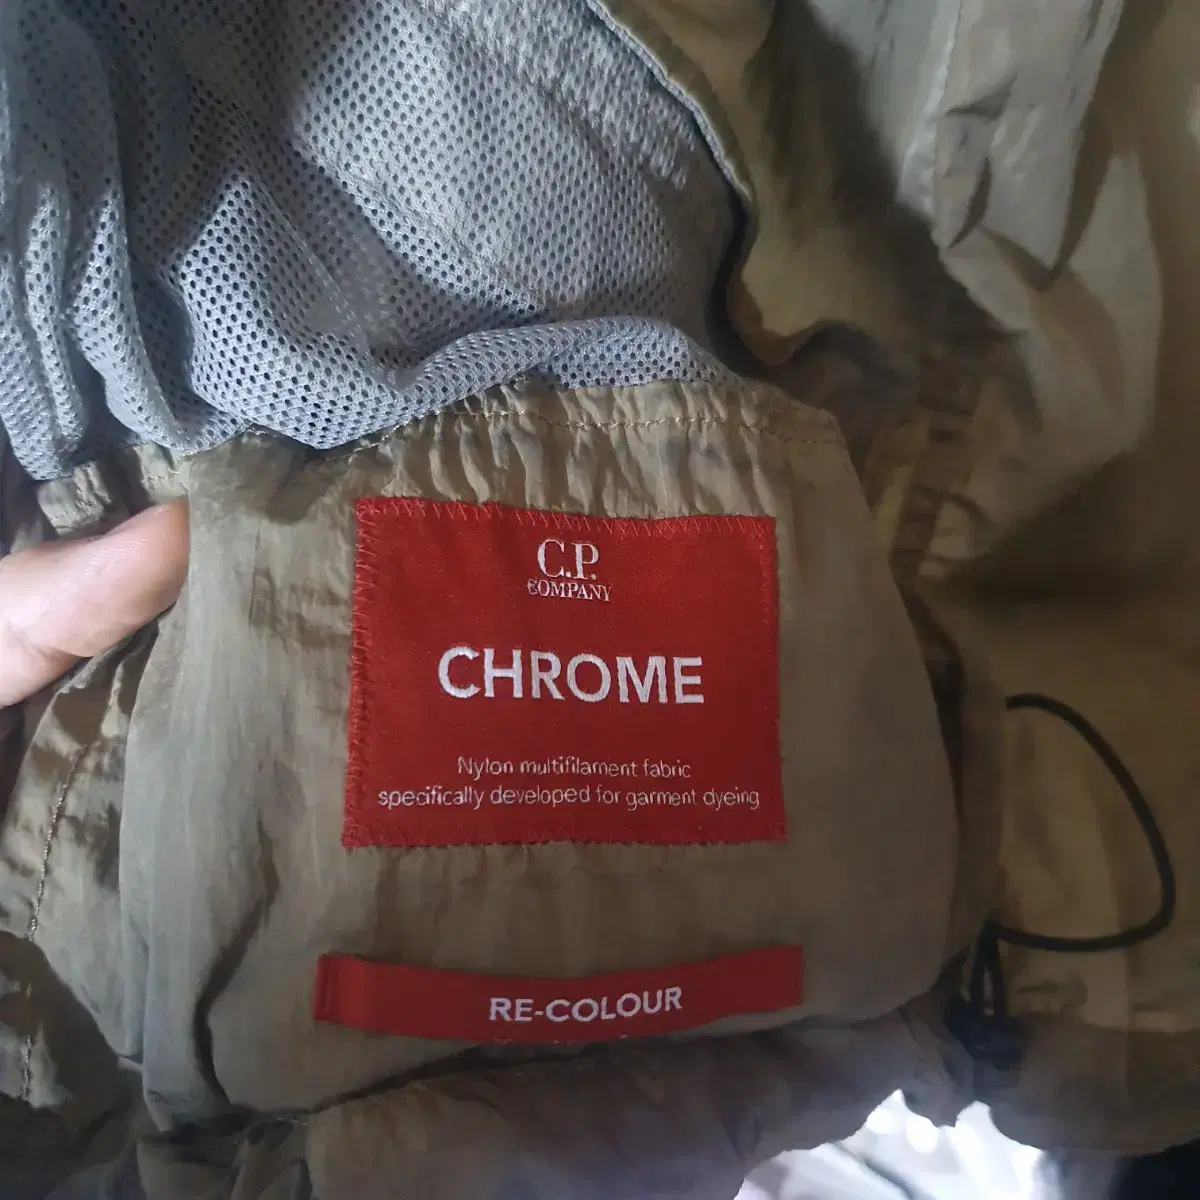 C.P.
COMPANY
CHROME
Nylon multifilament fabric
specifically developed for garment dyeing
RE-COLOUR